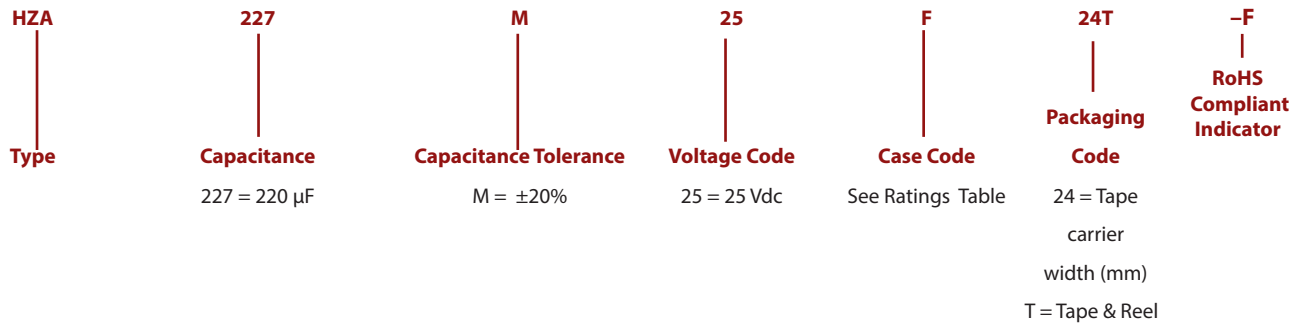 HZA 227 M 25 F 24T –F
RoHS
Compliant
Indicator
Packaging
Type Capacitance Capacitance Tolerance Voltage Code Case Code Code
227 = 220 µF M = ±20% 25 = 25 Vdc See Ratings Table 24 = Tape
carrier
width (mm)
T = Tape & Reel